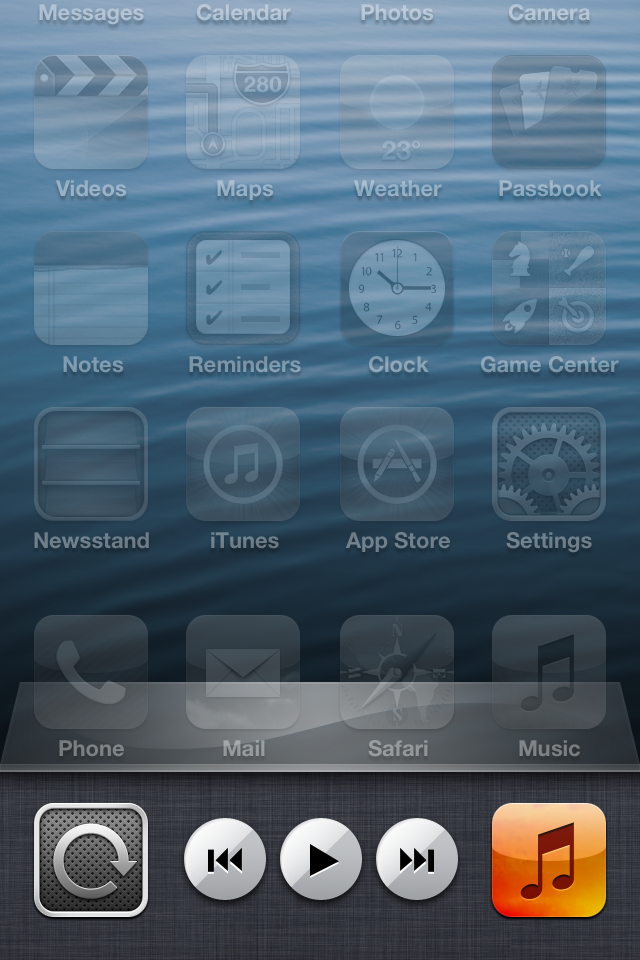 Messages Calendar Photos Camera
280
23°
Videos Maps Weather Passbook
11 12 1
10 2
9 3
8 4
7 6 5
Notes Reminders Clock Game Center
Newsstand iTunes App Store Settings
Phone Mail Safari Music